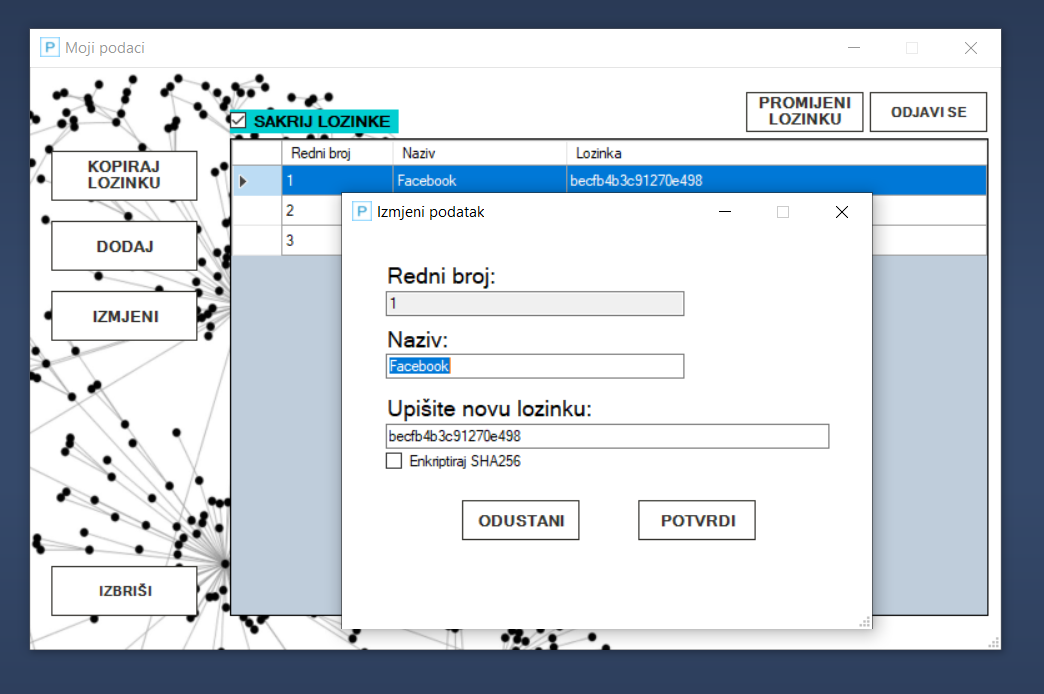 P Moji podaci
SAKRIJ LOZINKE
PROMIJENI
LOZINKU
ODJAVI SE
KOPIRAJ
LOZINKU
DODAJ
IZMJENI
IZBRIŠI
Redni broj Naziv Lozinka
1 Facebook becfb4b3c91270e498
2
3
P Izmjeni podatak
Redni broj:
1
Naziv:
Facebook
Upišite novu lozinku:
becfb4b3c91270e498
Enkriptiraj SHA256
ODUSTANI
POTVRDI